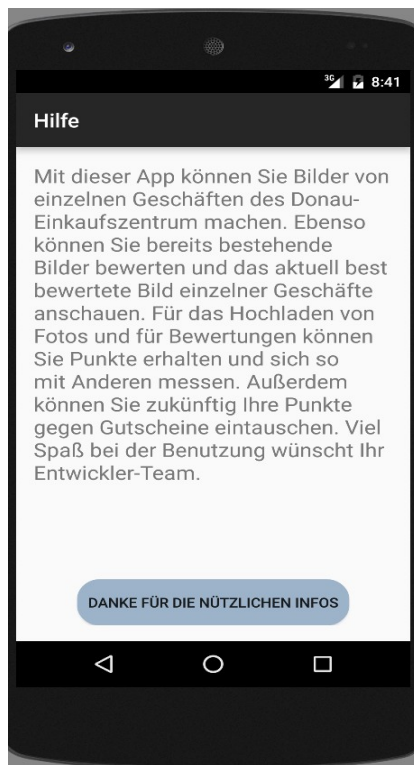 3G 8:41
Hilfe
Mit dieser App können Sie Bilder von
einzelnen Geschäften des Donau-
Einkaufszentrum machen. Ebenso
können Sie bereits bestehende
Bilder bewerten und das aktuell best
bewertete Bild einzelner Geschäfte
anschauen. Für das Hochladen von
Fotos und für Bewertungen können
Sie Punkte erhalten und sich so
mit Anderen messen. Außerdem
können Sie zukünftig Ihre Punkte
gegen Gutscheine eintauschen. Viel
Spaß bei der Benutzung wünscht Ihr
Entwickler-Team.
DANKE FÜR DIE NÜTZLICHEN INFOS